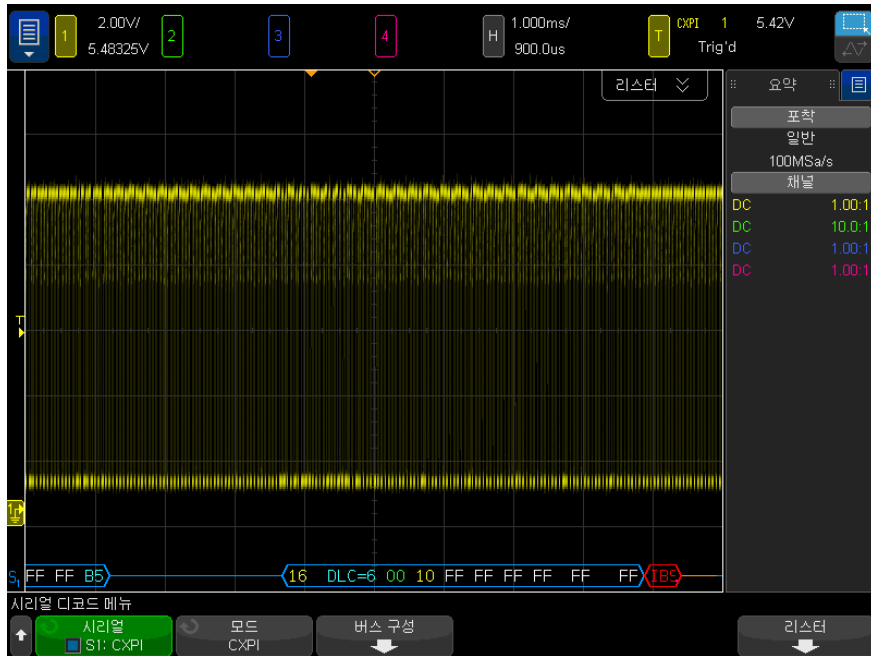 1 2.00V/ 5.48325V 2 3 4 H 1.000ms/ 900.0us T CXPI 1 5.42V Trig'd
리스터
요약
포착
일반
100MSa/s
채널
DC 1.00:1
DC 10.0:1
DC 1.00:1
DC 1.00:1
T
1
S1 FF FF B5 16 DLC=6 00 10 FF FF FF FF FF FF IBS
시리얼 디코드 메뉴
시리얼 S1: CXPI
모드 CXPI
버스 구성
리스터